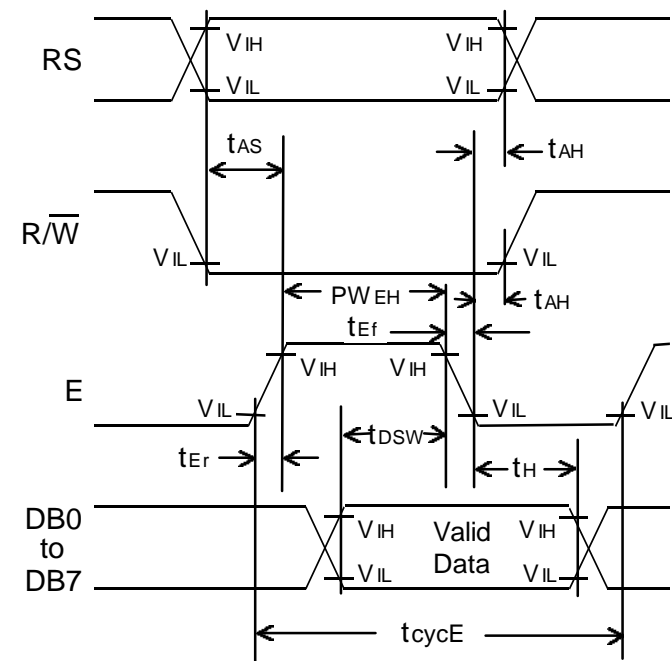 RS
VIH
VIH
VIL
VIL
tAS
tAH
R/W̅
VIL
VIL
PWEH
tAH
tEf
E
VIH
VIH
VIL
VIL
VIL
tEr
tDSW
tH
DB0
to
DB7
VIH
Valid
Data
VIH
VIL
VIL
tcycE